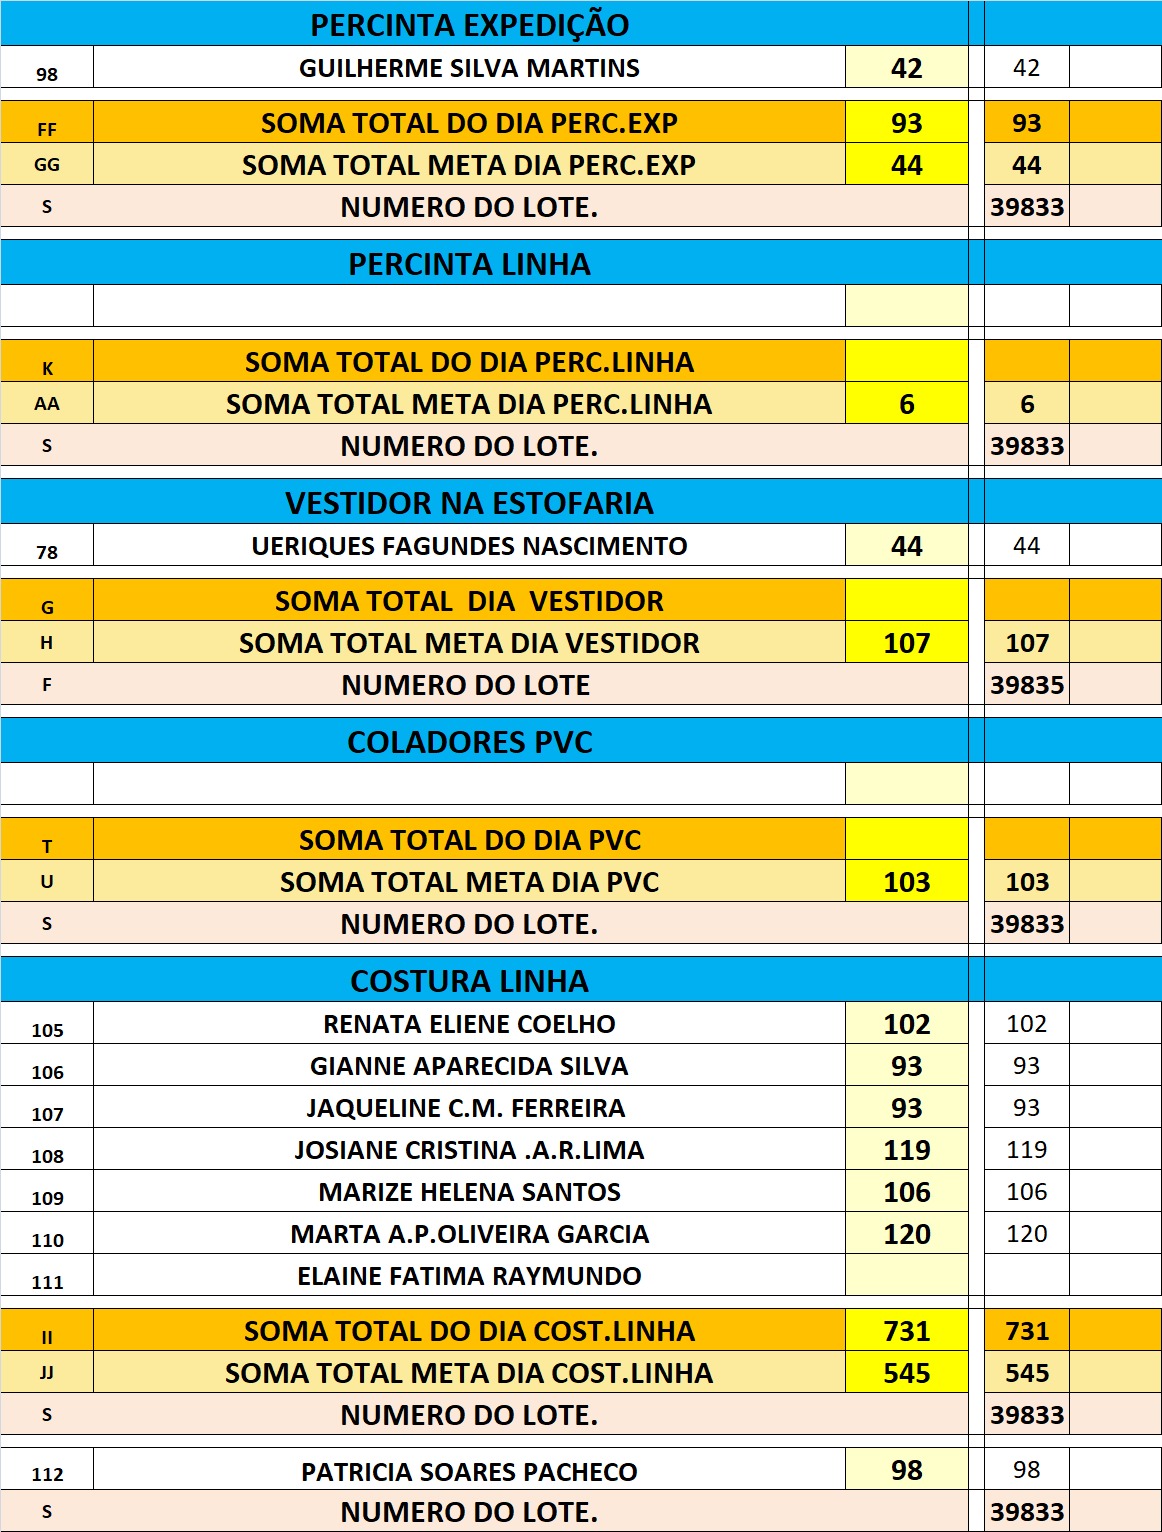 PERCINTA EXPEDIÇÃO
98 GUILHERME SILVA MARTINS 42 42
FF SOMA TOTAL DO DIA PERC.EXP 93 93
GG SOMA TOTAL META DIA PERC.EXP 44 44
S NUMERO DO LOTE. 39833
PERCINTA LINHA
K SOMA TOTAL DO DIA PERC.LINHA
AA SOMA TOTAL META DIA PERC.LINHA 6 6
S NUMERO DO LOTE. 39833
VESTIDOR NA ESTOFARIA
78 UERIQUES FAGUNDES NASCIMENTO 44 44
G SOMA TOTAL DIA VESTIDOR
H SOMA TOTAL META DIA VESTIDOR 107 107
F NUMERO DO LOTE 39835
COLADORES PVC
T SOMA TOTAL DO DIA PVC
U SOMA TOTAL META DIA PVC 103 103
S NUMERO DO LOTE. 39833
COSTURA LINHA
105 RENATA ELIENE COELHO 102 102
106 GIANNE APARECIDA SILVA 93 93
107 JAQUELINE C.M. FERREIRA 93 93
108 JOSIANE CRISTINA .A.R.LIMA 119 119
109 MARIZE HELENA SANTOS 106 106
110 MARTA A.P.OLIVEIRA GARCIA 120 120
111 ELAINE FATIMA RAYMUNDO
II SOMA TOTAL DO DIA COST.LINHA 731 731
JJ SOMA TOTAL META DIA COST.LINHA 545 545
S NUMERO DO LOTE. 39833
112 PATRICIA SOARES PACHECO 98 98
S NUMERO DO LOTE. 39833